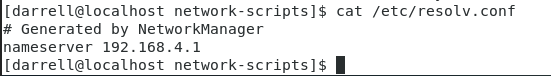 [darrell@localhost network-scripts]$ cat /etc/resolv.conf
# Generated by NetworkManager
nameserver 192.168.4.1
[darrell@localhost network-scripts]$